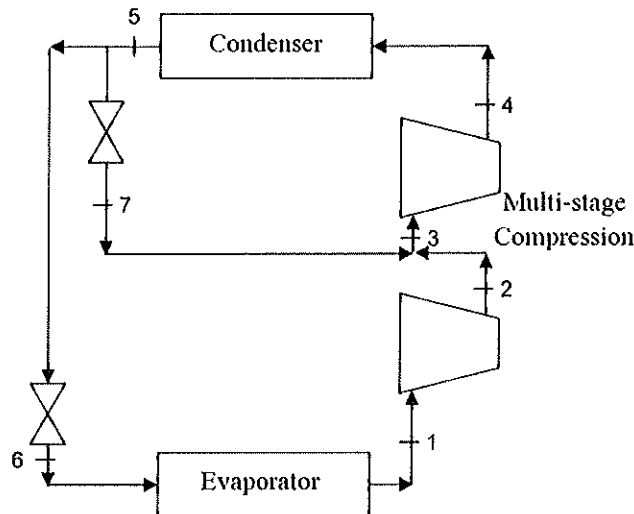 5
Condenser
4
7
Multi-stage
Compression
3
2
1
6
Evaporator